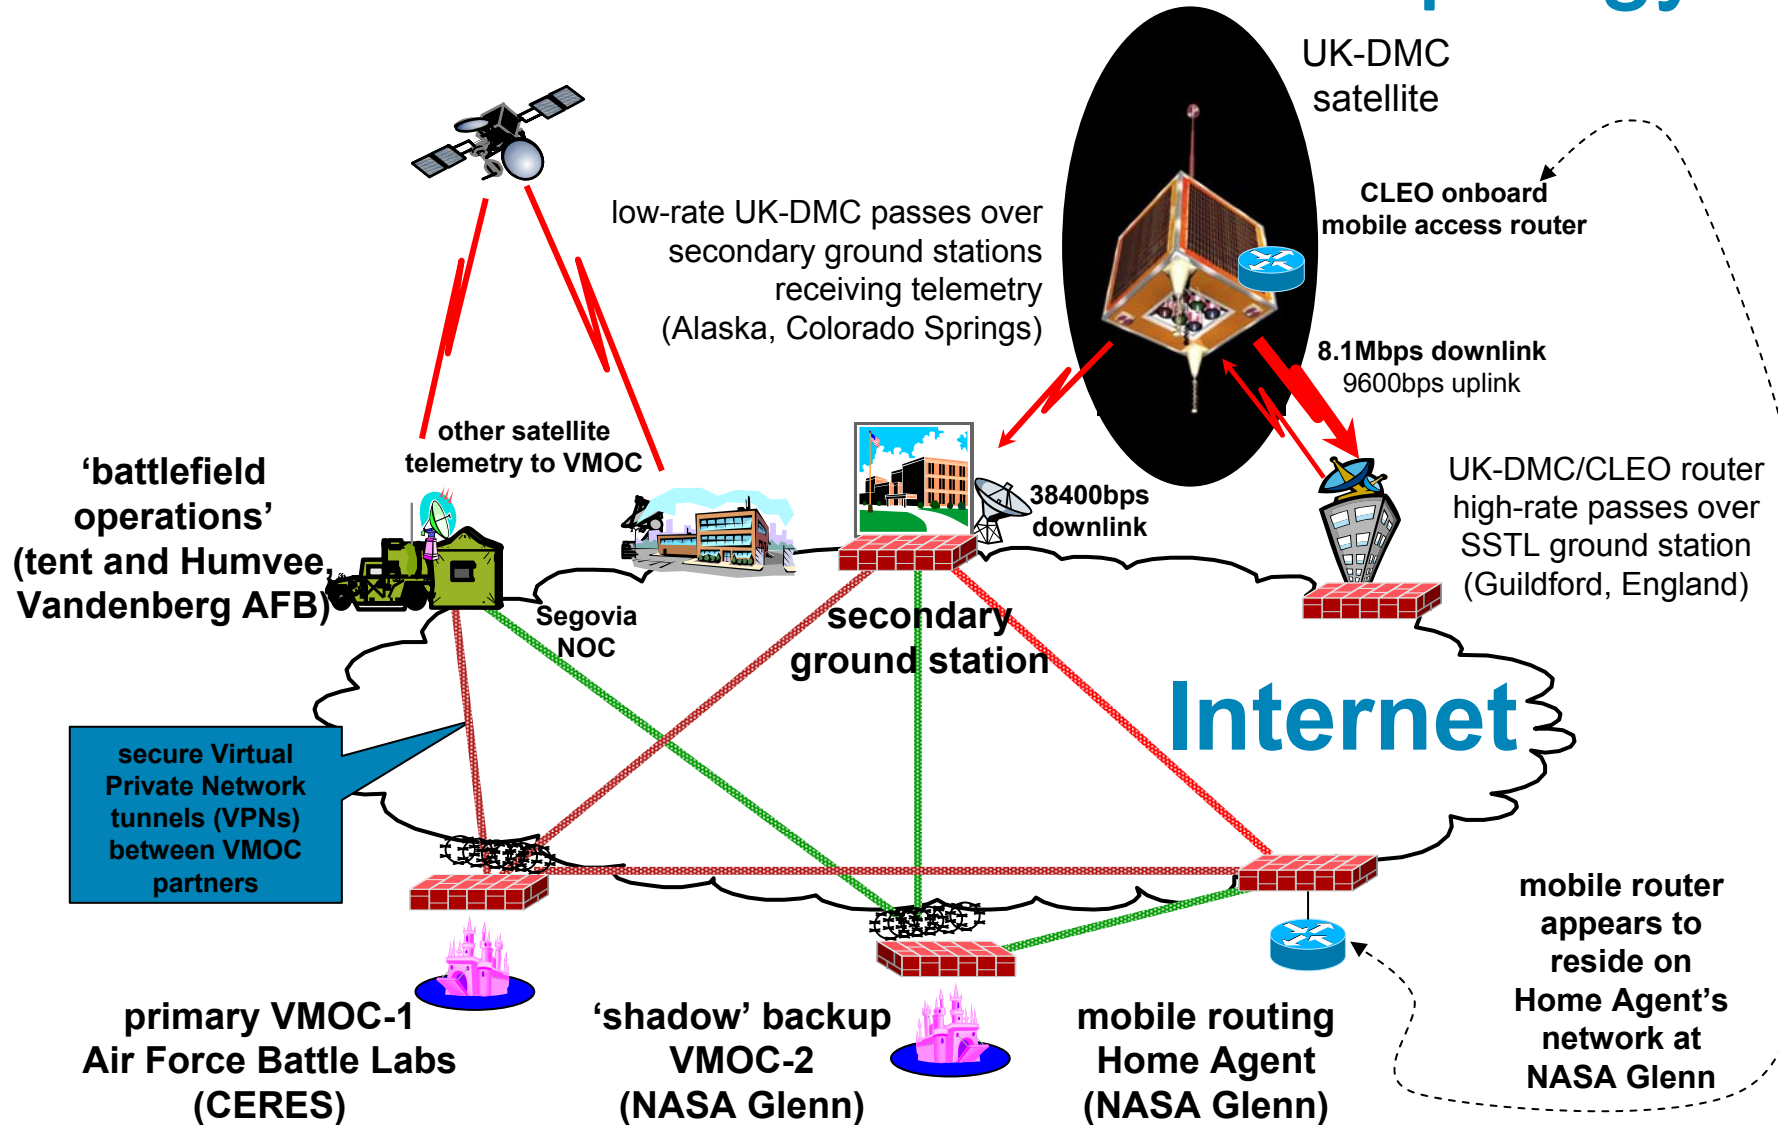 UK-DMC
satellite
CLEO onboard
mobile access router
low-rate UK-DMC passes over
secondary ground stations
receiving telemetry
(Alaska, Colorado Springs)
8.1Mbps downlink
9600bps uplink
other satellite
telemetry to VMOC
‘battlefield
operations’
(tent and Humvee,
Vandenberg AFB)
38400bps
downlink
UK-DMC/CLEO router
high-rate passes over
SSTL ground station
(Guildford, England)
Segovia
NOC
secondary
ground station
Internet
secure Virtual
Private Network
tunnels (VPNs)
between VMOC
partners
mobile router
appears to
reside on
Home Agent’s
network at
NASA Glenn
primary VMOC-1
Air Force Battle Labs
(CERES)
‘shadow’ backup
VMOC-2
(NASA Glenn)
mobile routing
Home Agent
(NASA Glenn)